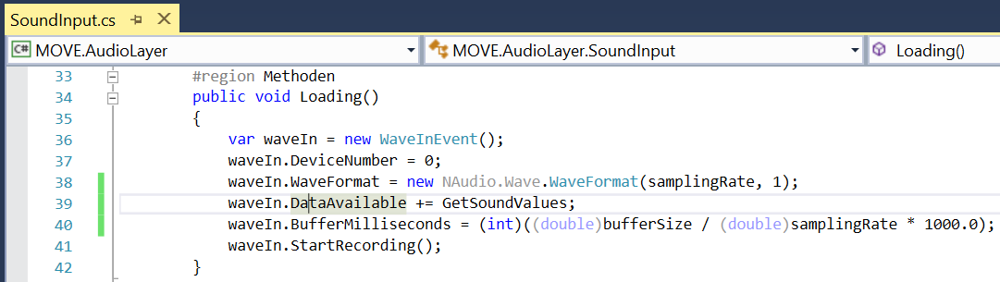 SoundInput.cs
C# MOVE.AudioLayer MOVE.AudioLayer.SoundInput Loading()
33 #region Methoden
34 public void Loading()
35 {
36 var waveIn = new WaveInEvent();
37 waveIn.DeviceNumber = 0;
38 waveIn.WaveFormat = new NAudio.Wave.WaveFormat(samplingRate, 1);
39 waveIn.DataAvailable += GetSoundValues;
40 waveIn.BufferMilliseconds = (int)((double)bufferSize / (double)samplingRate * 1000.0);
41 waveIn.StartRecording();
42 }